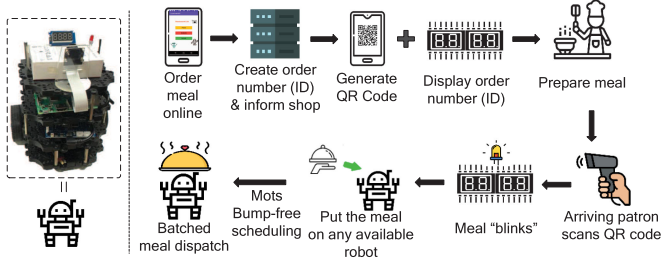 Order
meal
online
Create order
number (ID)
& inform shop
Generate
QR Code
Display order
number (ID)
Prepare meal
Arriving patron
scans QR code
Meal “blinks”
Put the meal
on any available
robot
Mots
Bump-free
scheduling
Batched
meal dispatch